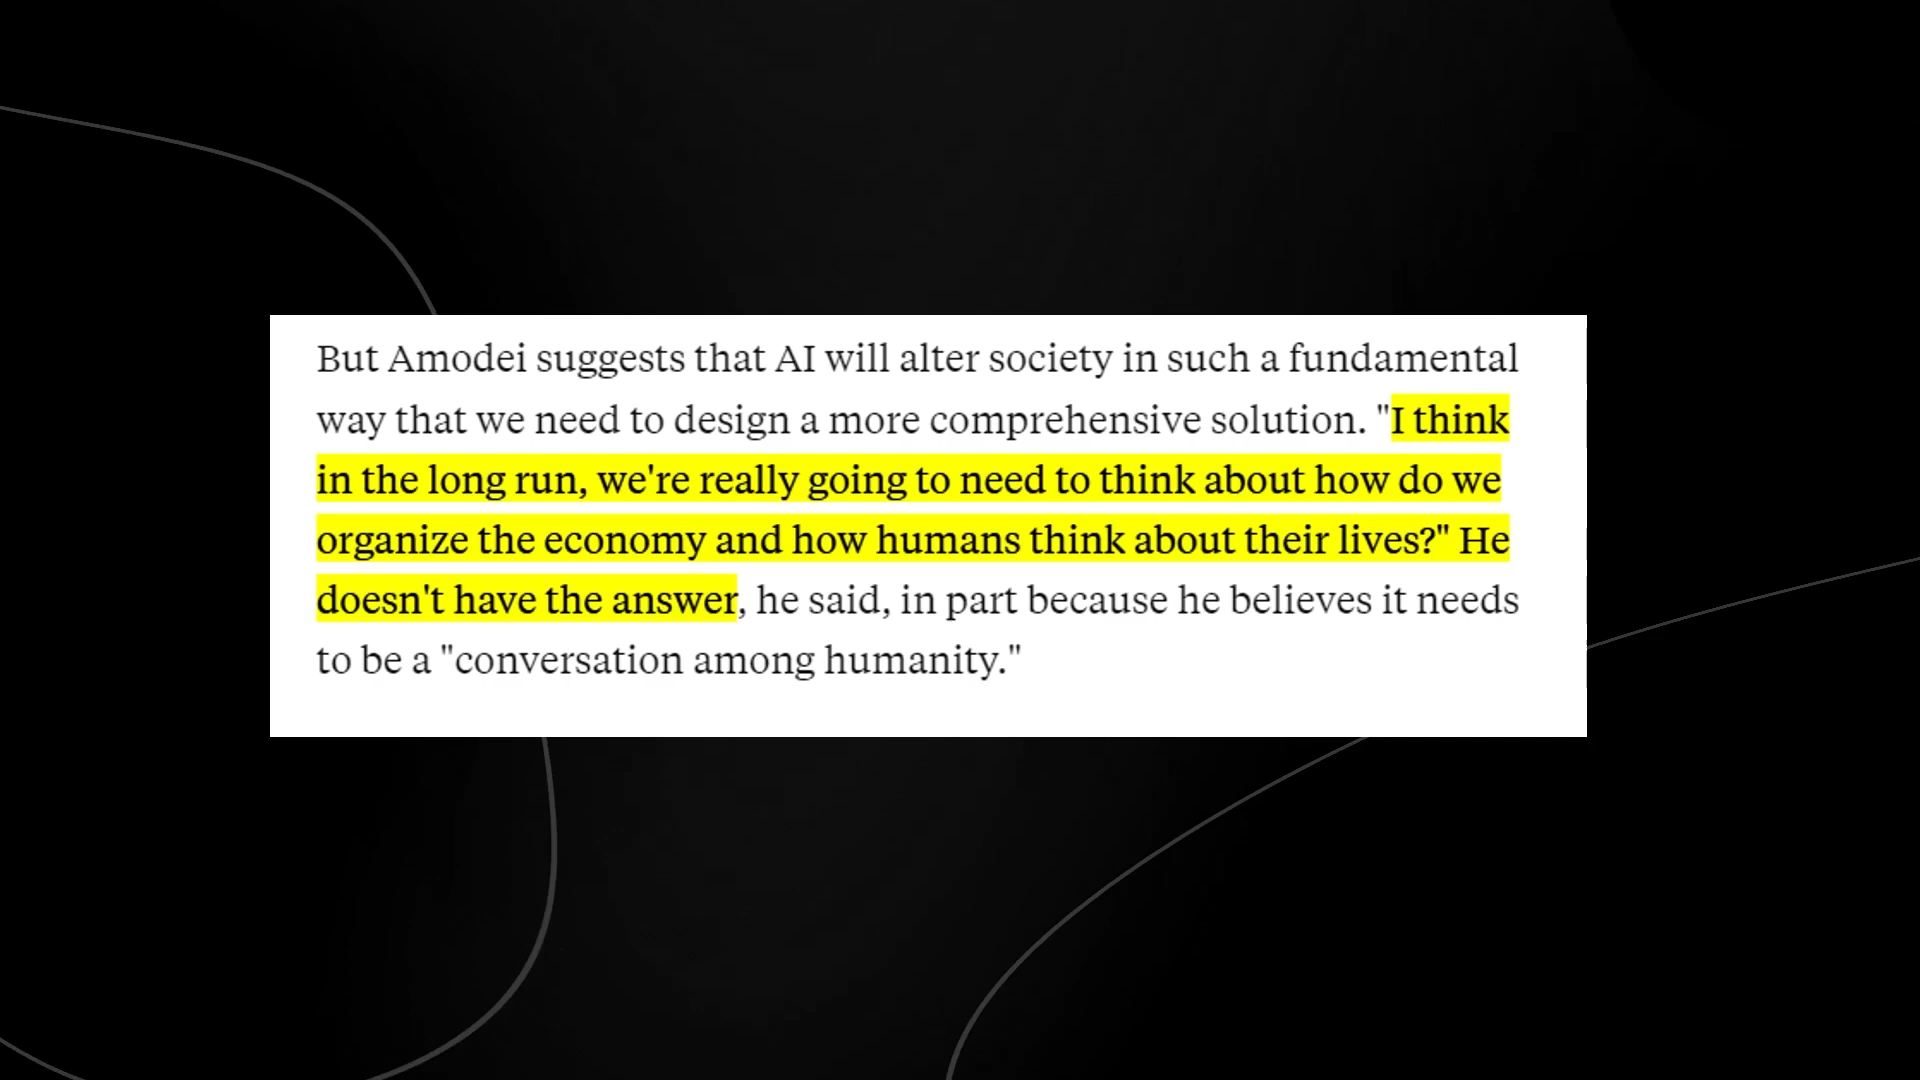 But Amodei suggests that AI will alter society in such a fundamental
way that we need to design a more comprehensive solution. "I think
in the long run, we're really going to need to think about how do we
organize the economy and how humans think about their lives?" He
doesn't have the answer, he said, in part because he believes it needs
to be a "conversation among humanity."